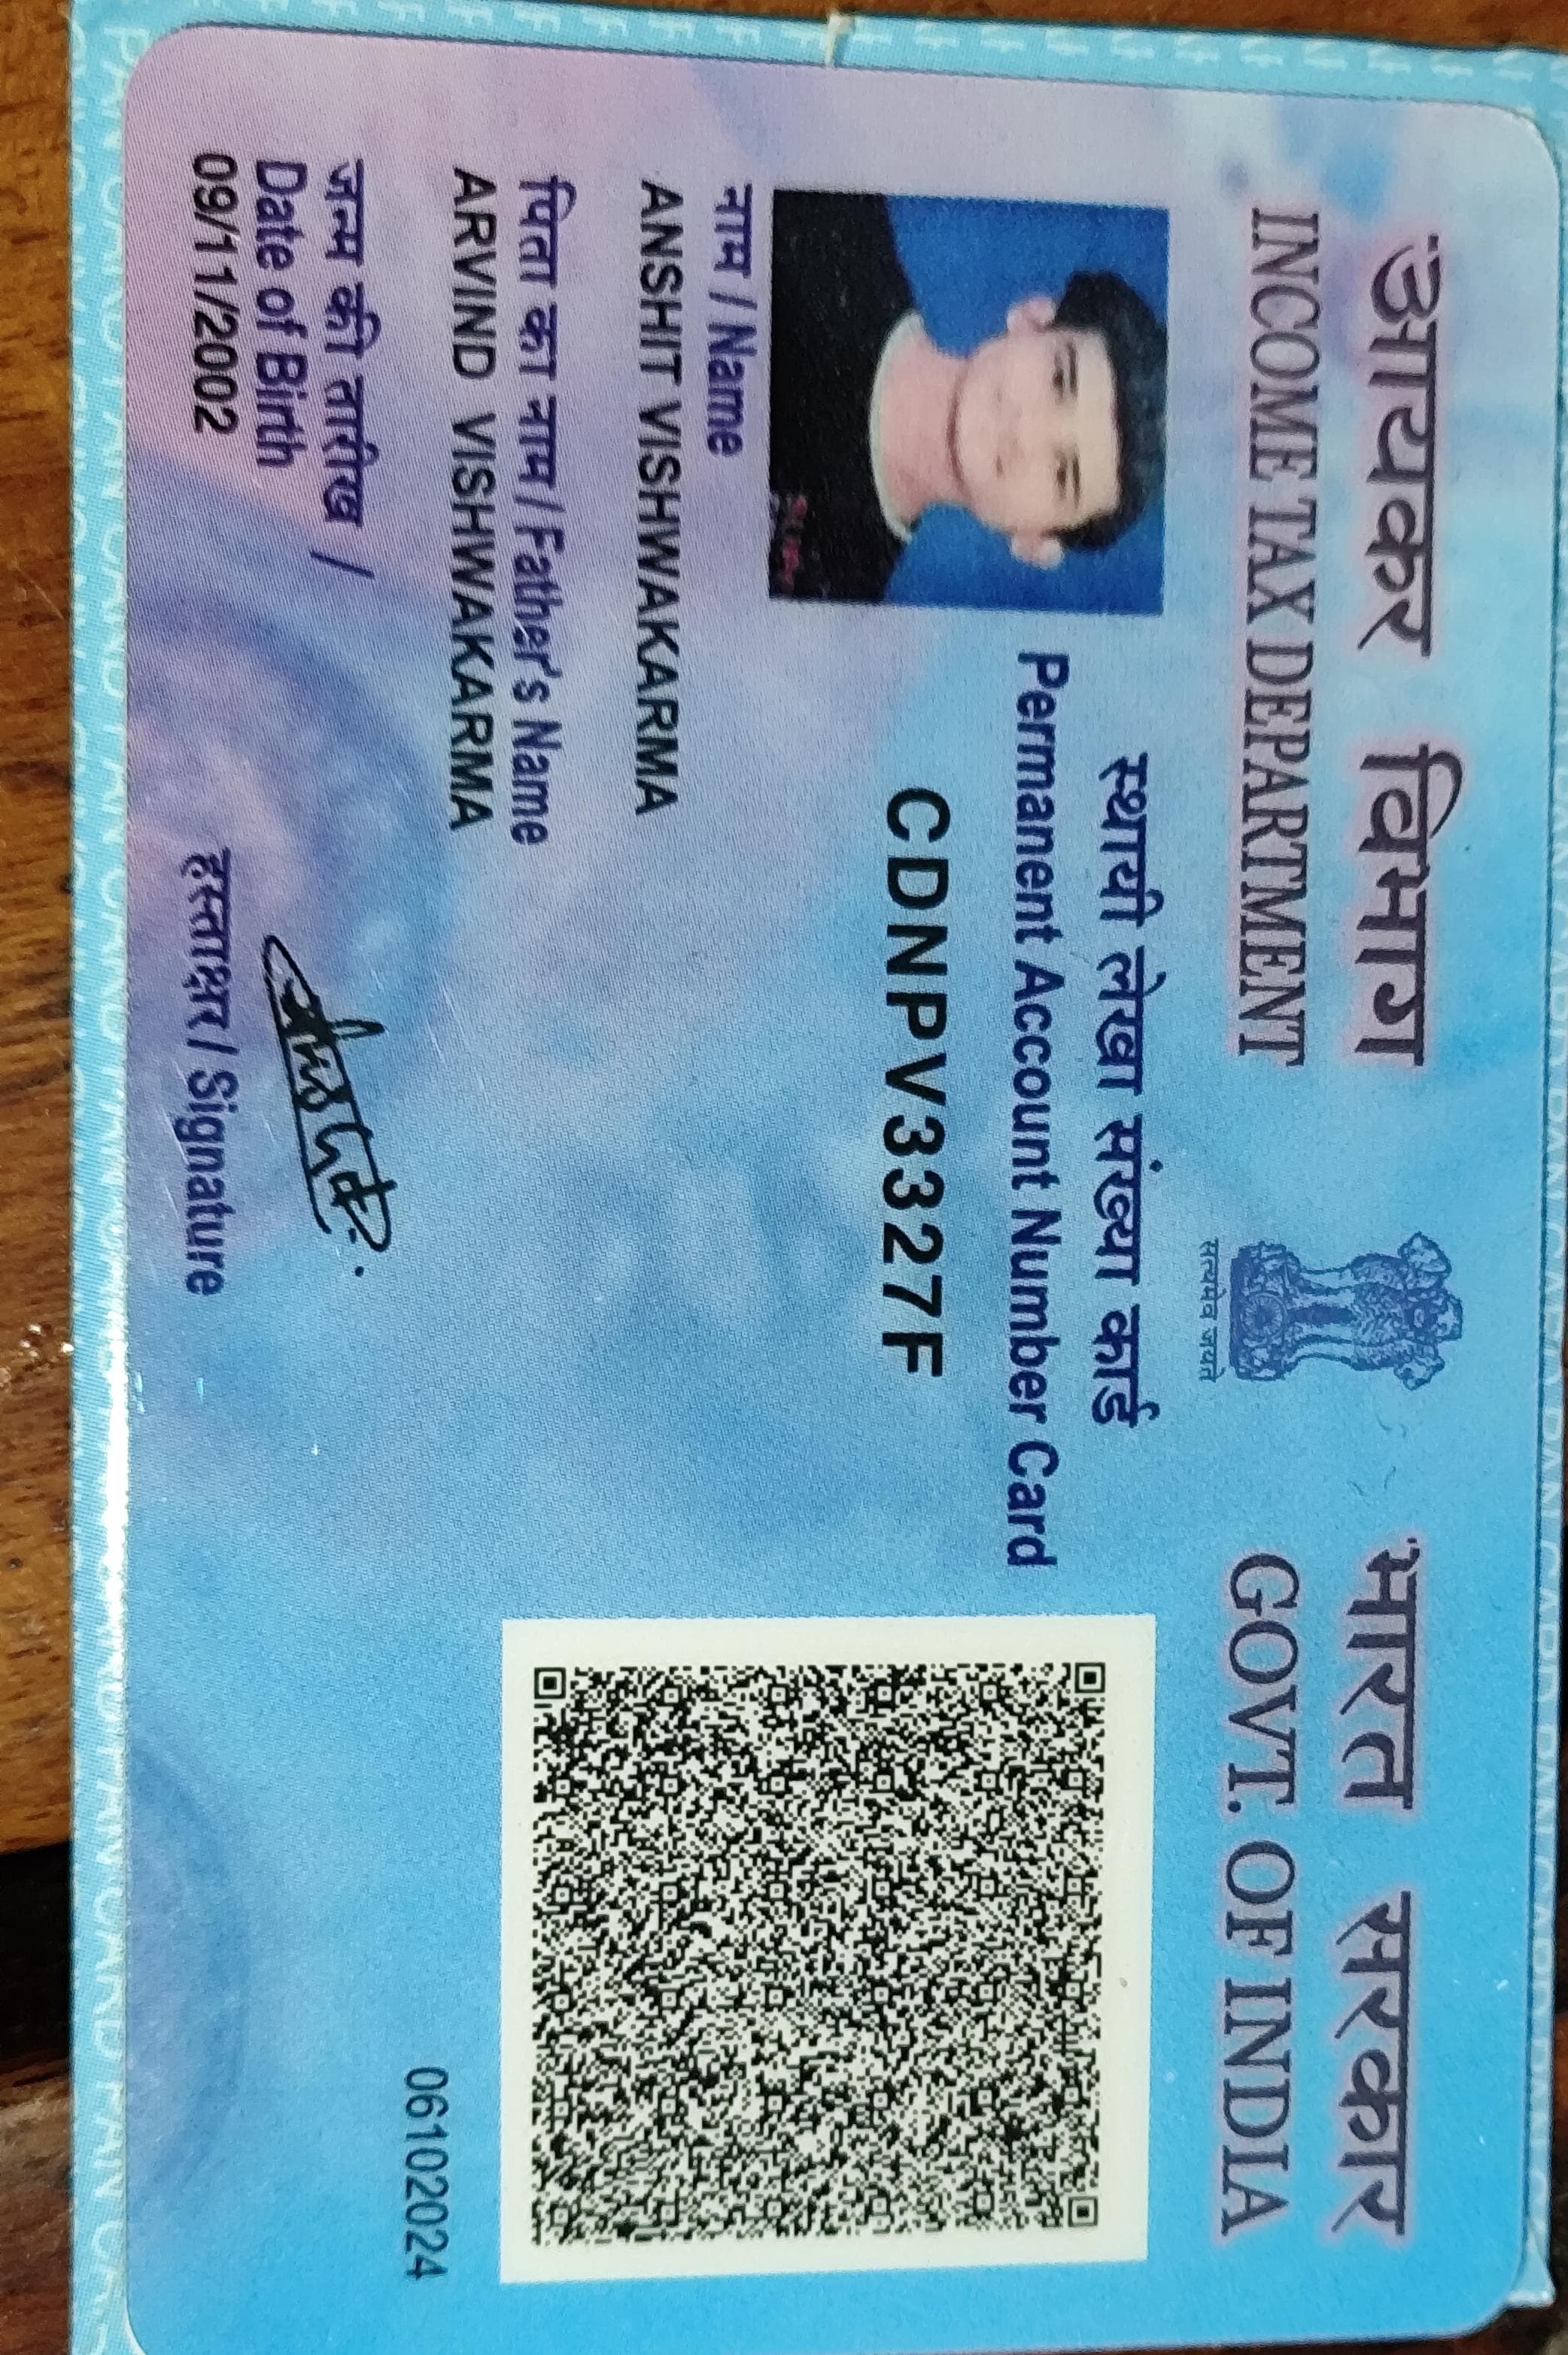 आयकर विभाग
INCOME TAX DEPARTMENT
सत्यमेव जयते
भारत सरकार
GOVT. OF INDIA
स्थायी लेखा संख्या कार्ड
Permanent Account Number Card
CDNPV3327F
नाम / Name
ANSHIT VISHWAKARMA
पिता का नाम / Father's Name
ARVIND VISHWAKARMA
जन्म की तारीख /
Date of Birth
09/11/2002
हस्ताक्षर / Signature
06102024